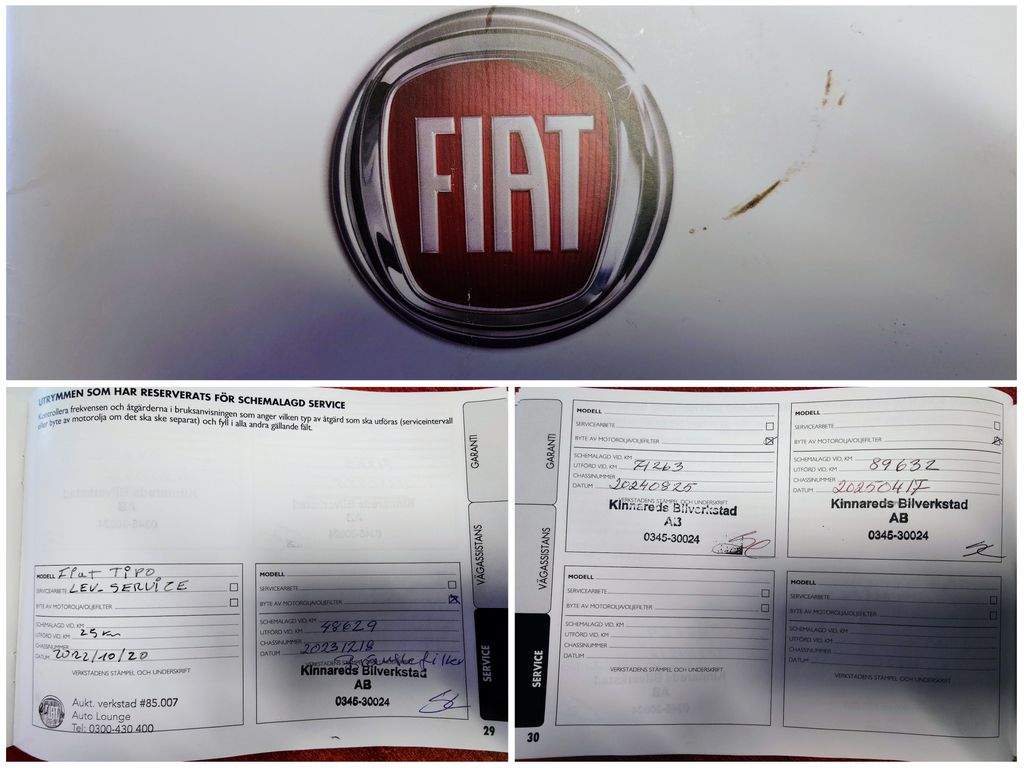 FIAT
UTRYMMEN SOM HAR RESERVERATS FÖR SCHEMALAGD SERVICE
Kontrollera frekvensen och åtgärderna i bruksanvisningen som anger vilken typ av åtgärd som ska utföras (serviceintervall
eller byte av motorolja om det ska ske separat) och fyll i alla andra gällande fält.
MODELL Fiat TIPO
SERVICEARBETE LEV. SERVICE
BYTE AV MOTOROLJA/OLJEFILTER
SCHEMALAGD VID, KM
UTFÖRD VID, KM 25 Km
CHASSINUMMER
DATUM 2022/10/20
VERKSTADENS STÄMPEL OCH UNDERSKRIFT
Aukt. verkstad #85.007
Auto Lounge
Tel: 0300-430 400
MODELL
SERVICEARBETE
BYTE AV MOTOROLJA/OLJEFILTER
SCHEMALAGD VID, KM
UTFÖRD VID, KM 48629
CHASSINUMMER
DATUM 20231218
Kinnareds Bilverkstad
AB
0345-30024
GARANTI
VÄGASSISTANS
SERVICE
29
GARANTI
VÄGASSISTANS
SERVICE
30
MODELL
SERVICEARBETE
BYTE AV MOTOROLJA/OLJEFILTER
SCHEMALAGD VID, KM
UTFÖRD VID, KM 71263
CHASSINUMMER
DATUM 20240825
VERKSTADENS STÄMPEL OCH UNDERSKRIFT
Kinnareds Bilverkstad
AB
0345-30024
MODELL
SERVICEARBETE
BYTE AV MOTOROLJA/OLJEFILTER
SCHEMALAGD VID, KM
UTFÖRD VID, KM 89632
CHASSINUMMER
DATUM 20250417
Kinnareds Bilverkstad
AB
0345-30024
MODELL
SERVICEARBETE
BYTE AV MOTOROLJA/OLJEFILTER
SCHEMALAGD VID, KM
UTFÖRD VID, KM
CHASSINUMMER
DATUM
VERKSTADENS STÄMPEL OCH UNDERSKRIFT
MODELL
SERVICEARBETE
BYTE AV MOTOROLJA/OLJEFILTER
SCHEMALAGD VID, KM
UTFÖRD VID, KM
CHASSINUMMER
DATUM
VERKSTADENS STÄMPEL OCH UNDERSKRIFT